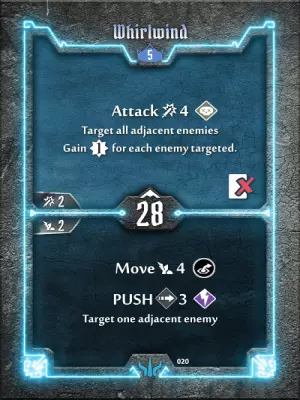 Whirlwind
5
Attack 4
Target all adjacent enemies
Gain 1 for each enemy targeted.
2
28
2
Move 4
PUSH 3
Target one adjacent enemy
020